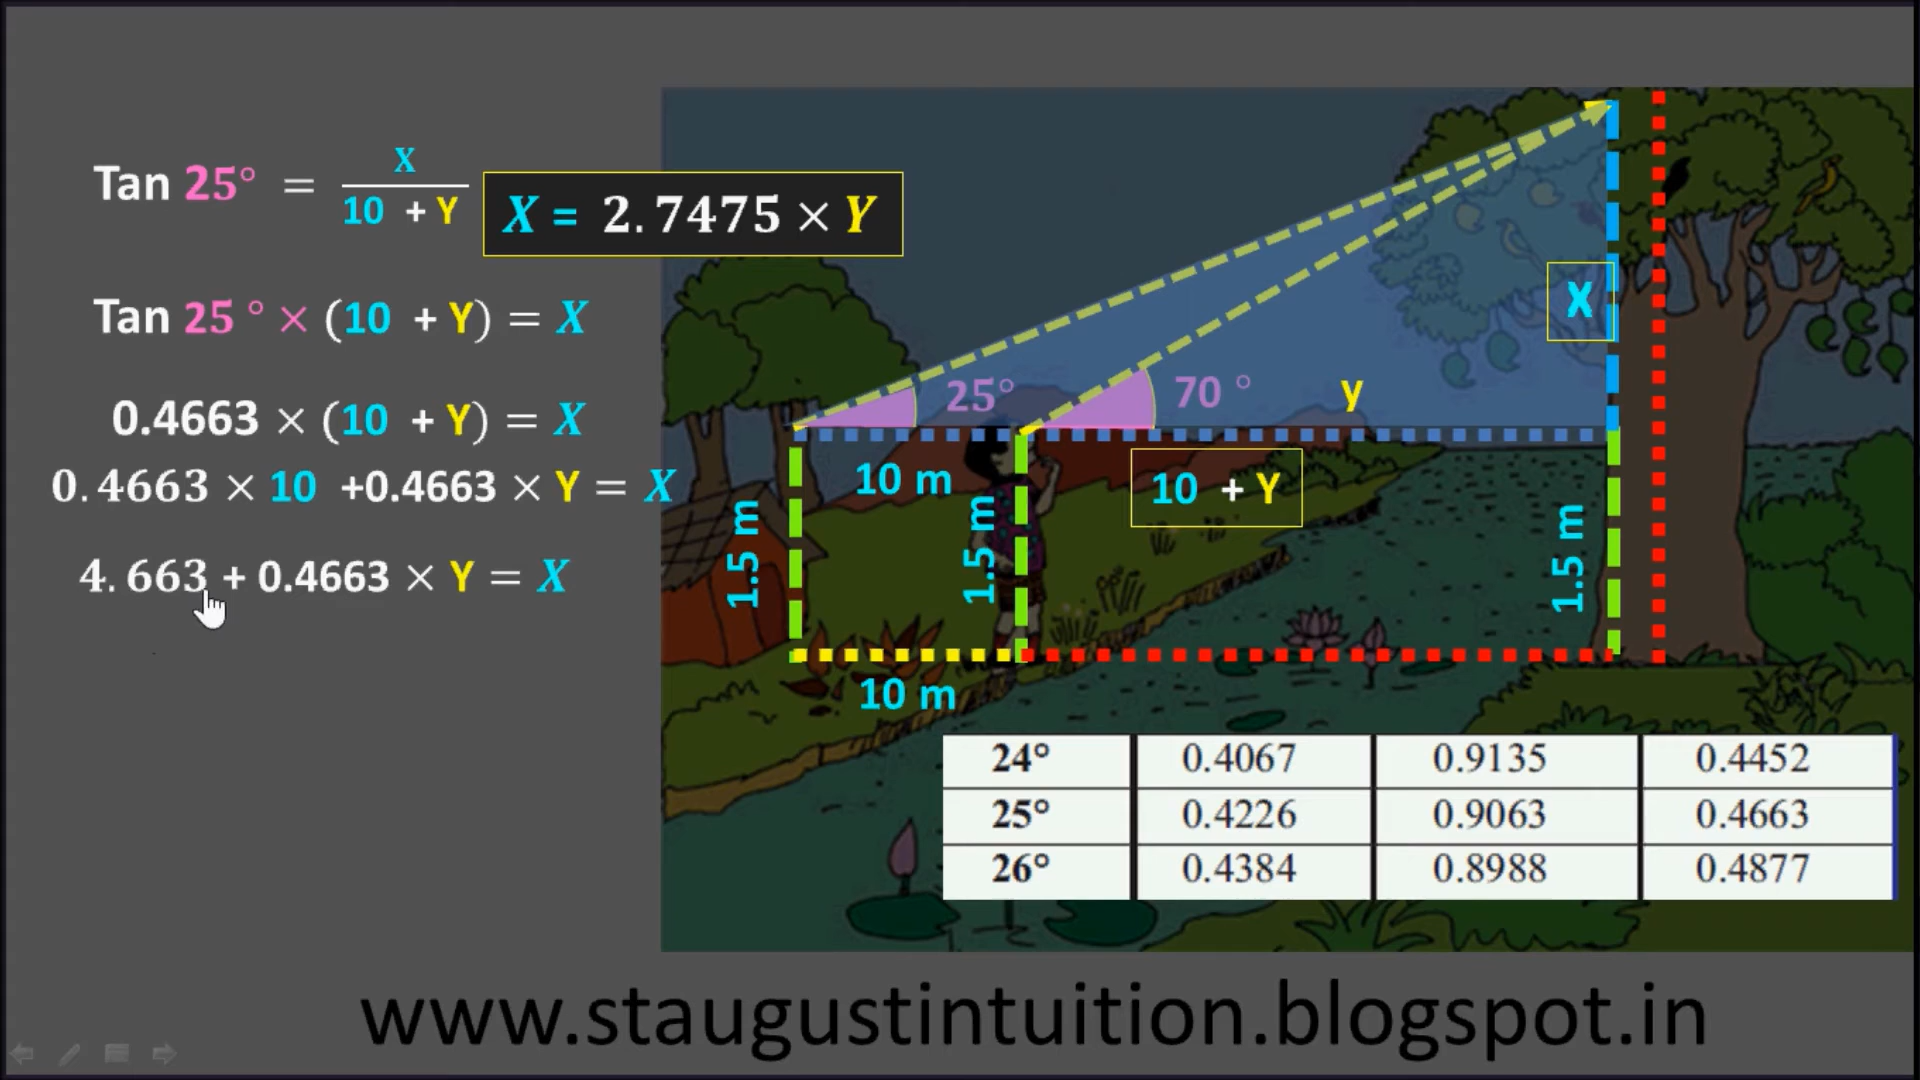 Tan 25° = X / 10 + Y
X = 2.7475 × Y
Tan 25 ° × (10 + Y) = X
0.4663 × (10 + Y) = X
0.4663 × 10 +0.4663 × Y = X
4.663 + 0.4663 × Y = X
X
25°
70 °
y
10 m
10 + Y
1.5 m
1.5 m
1.5 m
10 m
24° 0.4067 0.9135 0.4452
25° 0.4226 0.9063 0.4663
26° 0.4384 0.8988 0.4877
www.staugustintuition.blogspot.in